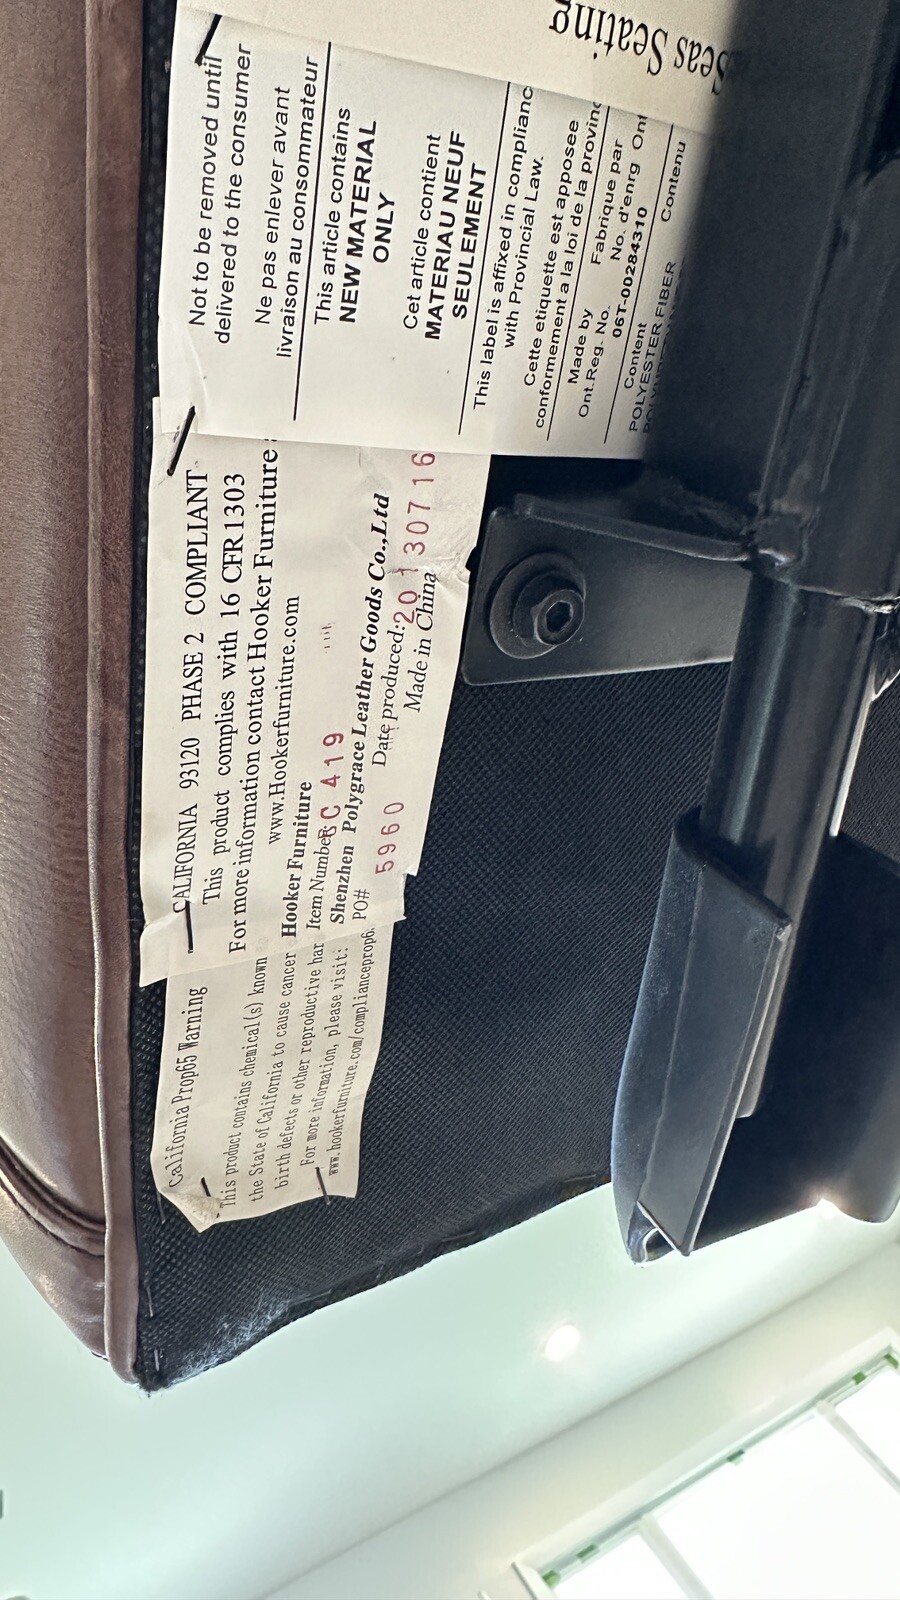 Seas Seating
Not to be removed until
delivered to the consumer
Ne pas enlever avant
livraison au consommateur
This article contains
NEW MATERIAL
ONLY
Cet article contient
MATERIAU NEUF
SEULEMENT
This label is affixed in complianc
with Provincial Law.
Cette etiquette est apposee
conformement a la loi de la provinc
Made by Fabrique par
Ont.Reg. No. No. d'enrg Ont
06T-00284310
Content Contenu
POLYESTER FIBER
CALIFORNIA 93120 PHASE 2 COMPLIANT
This product complies with 16 CFR1303
For more information contact Hooker Furniture
www.Hookerfurniture.com
Hooker Furniture
Item Number: EC 419
Shenzhen Polygrace Leather Goods Co.,Ltd
PO# 5960 Date produced: 20130716
Made in China
California Prop65 Warning
This product contains chemical(s) known
the State of California to cause cancer
birth defects or other reproductive har
For more information, please visit:
www.hookerfurniture.com/complianceprop6